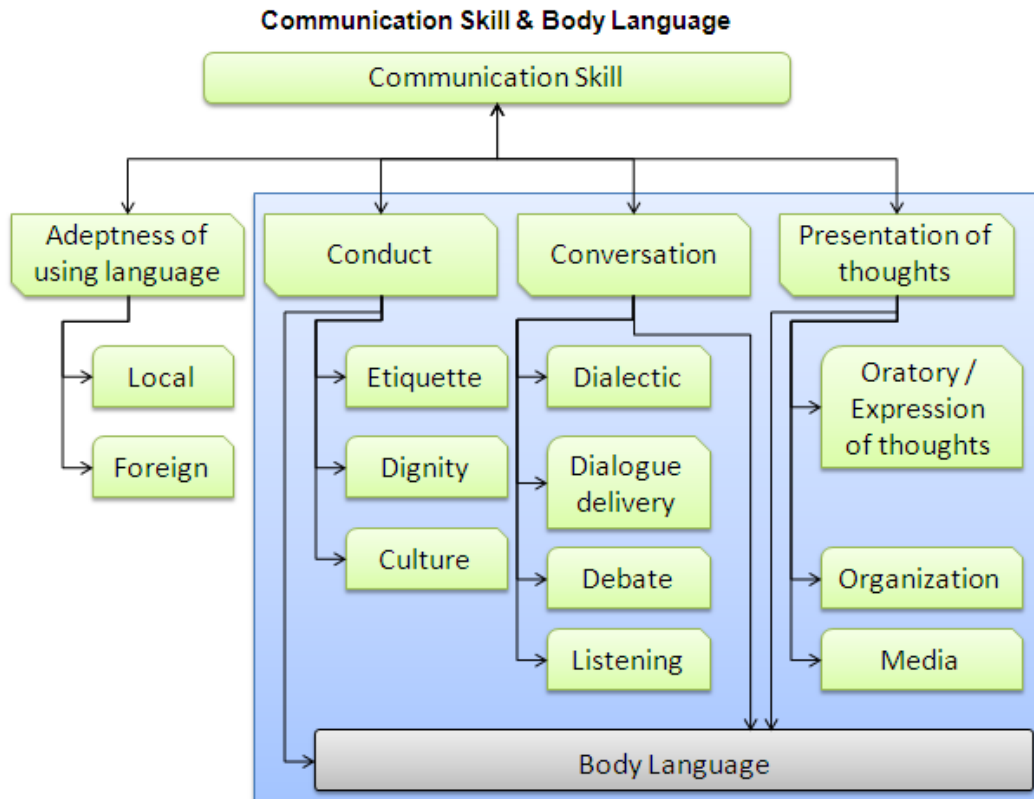 Communication Skill & Body Language
Communication Skill
Adeptness of
using language
Conduct
Conversation
Presentation of
thoughts
Local
Foreign
Etiquette
Dignity
Culture
Dialectic
Dialogue
delivery
Debate
Listening
Oratory /
Expression
of thoughts
Organization
Media
Body Language